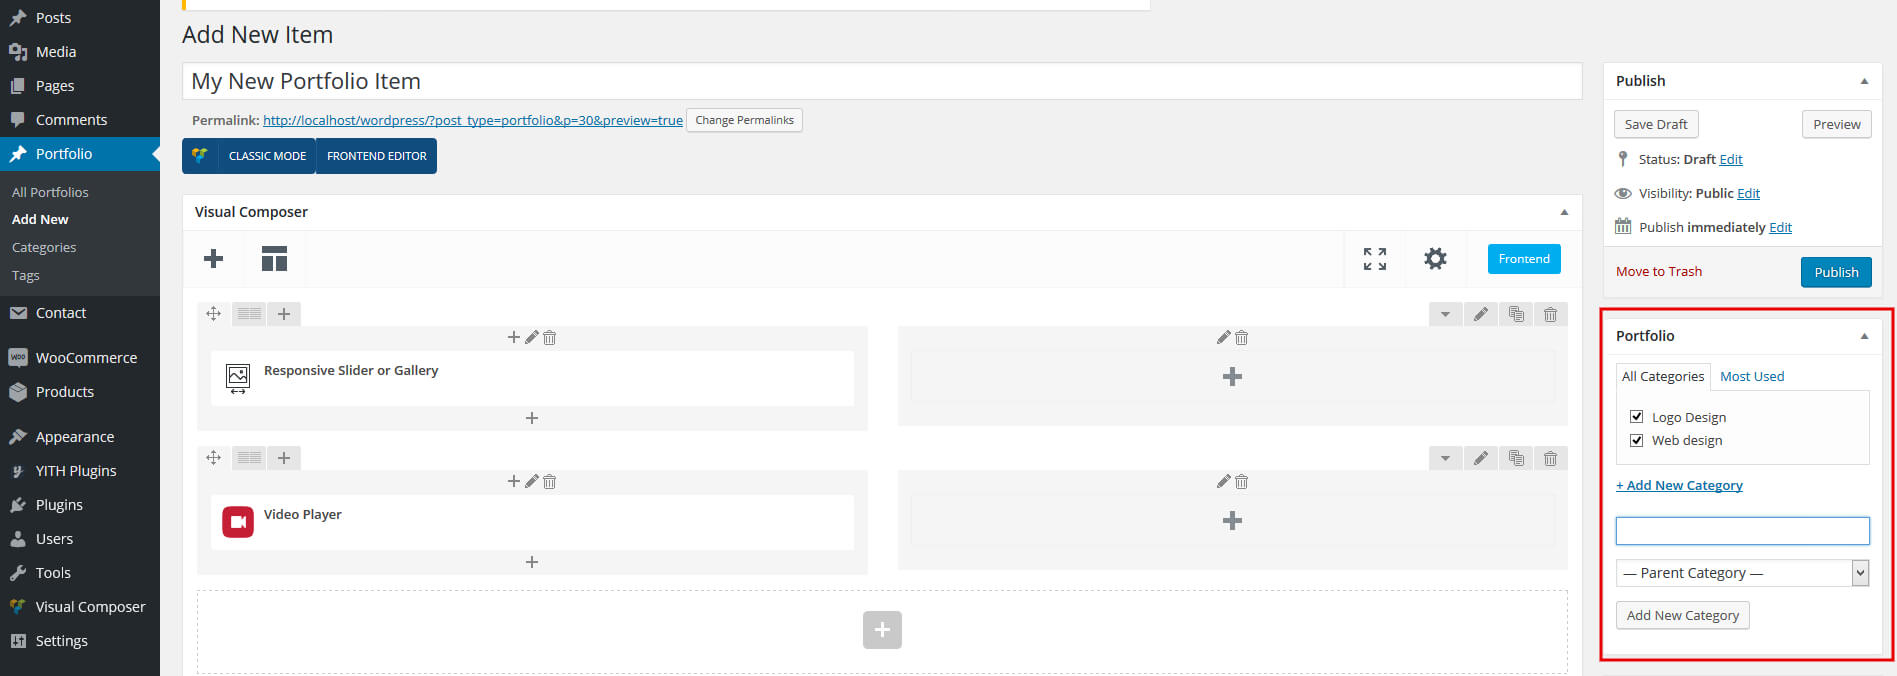 Posts
Media
Pages
Comments
Portfolio
All Portfolios
Add New
Categories
Tags
Contact
WooCommerce
Products
Appearance
YITH Plugins
Plugins
Users
Tools
Visual Composer
Settings
Add New Item
My New Portfolio Item
Permalink: http://localhost/wordpress/?post_type=portfolio&p=30&preview=true Change Permalinks
CLASSIC MODE FRONTEND EDITOR
Visual Composer
Frontend
Responsive Slider or Gallery
Video Player
Publish
Save Draft Preview
Status: Draft Edit
Visibility: Public Edit
Publish immediately Edit
Move to Trash Publish
Portfolio
All Categories Most Used
Logo Design
Web design
+ Add New Category
— Parent Category —
Add New Category